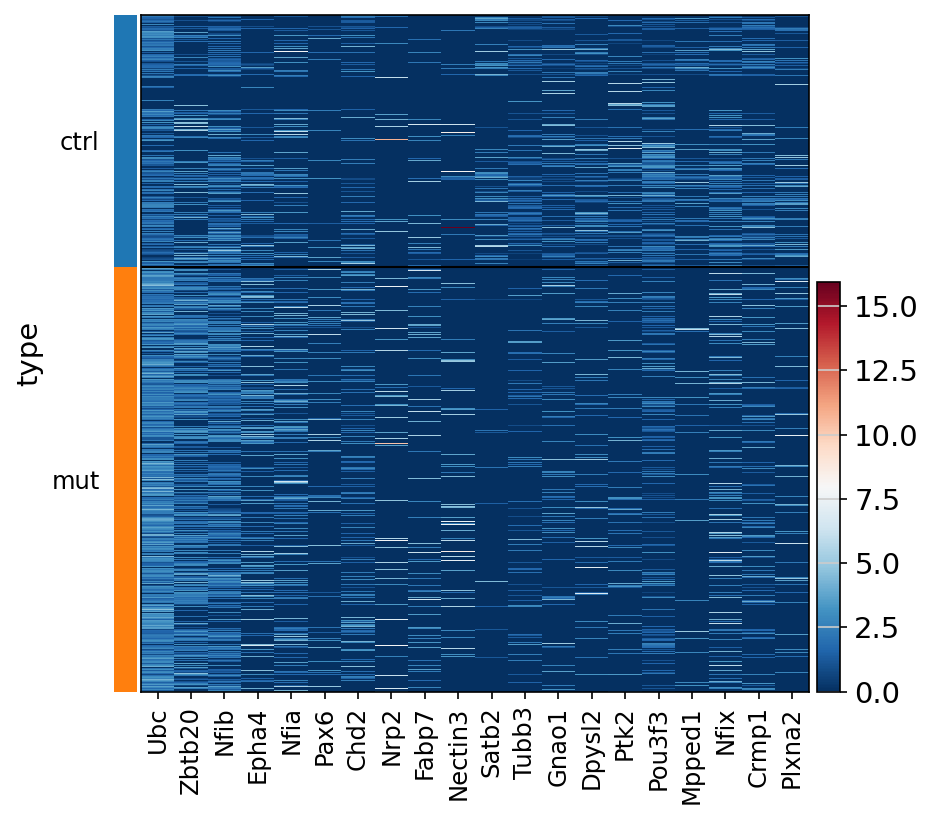 ctrl
mut
type
15.0
12.5
10.0
7.5
5.0
2.5
0.0
Ubc
Zbtb20
Nfib
Epha4
Nfia
Pax6
Chd2
Nrp2
Fabp7
Nectin3
Satb2
Tubb3
Gnao1
Dpysl2
Ptk2
Pou3f3
Mpped1
Nfix
Crmp1
Plxna2